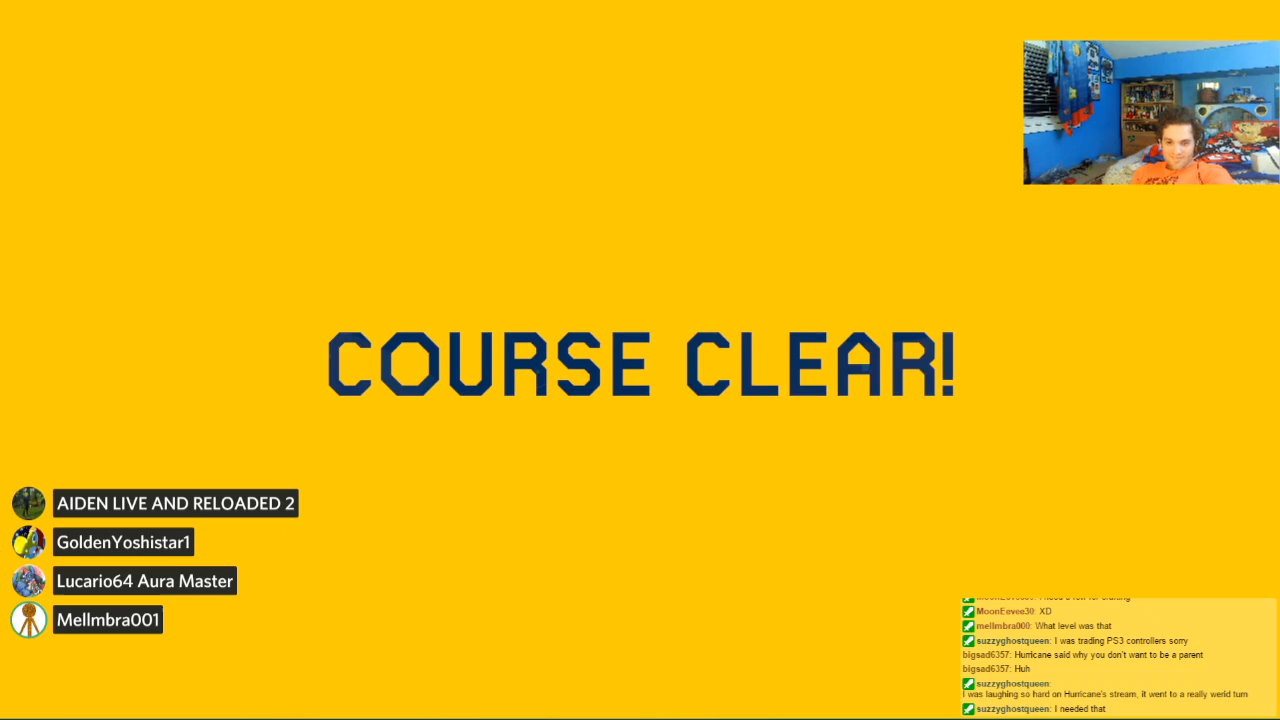 COURSE CLEAR!
AIDEN LIVE AND RELOADED 2
GoldenYoshistar1
Lucario64 Aura Master
Mellmbra001
MoonEevee30: XD
mellmbra000: What level was that
suzzyghostqueen: I was trading PS3 controllers sorry
bigsad6357: Hurricane said why you don't want to be a parent
bigsad6357: Huh
suzzyghostqueen:
I was laughing so hard on Hurricane's stream, it went to a really werid turn
suzzyghostqueen: I needed that